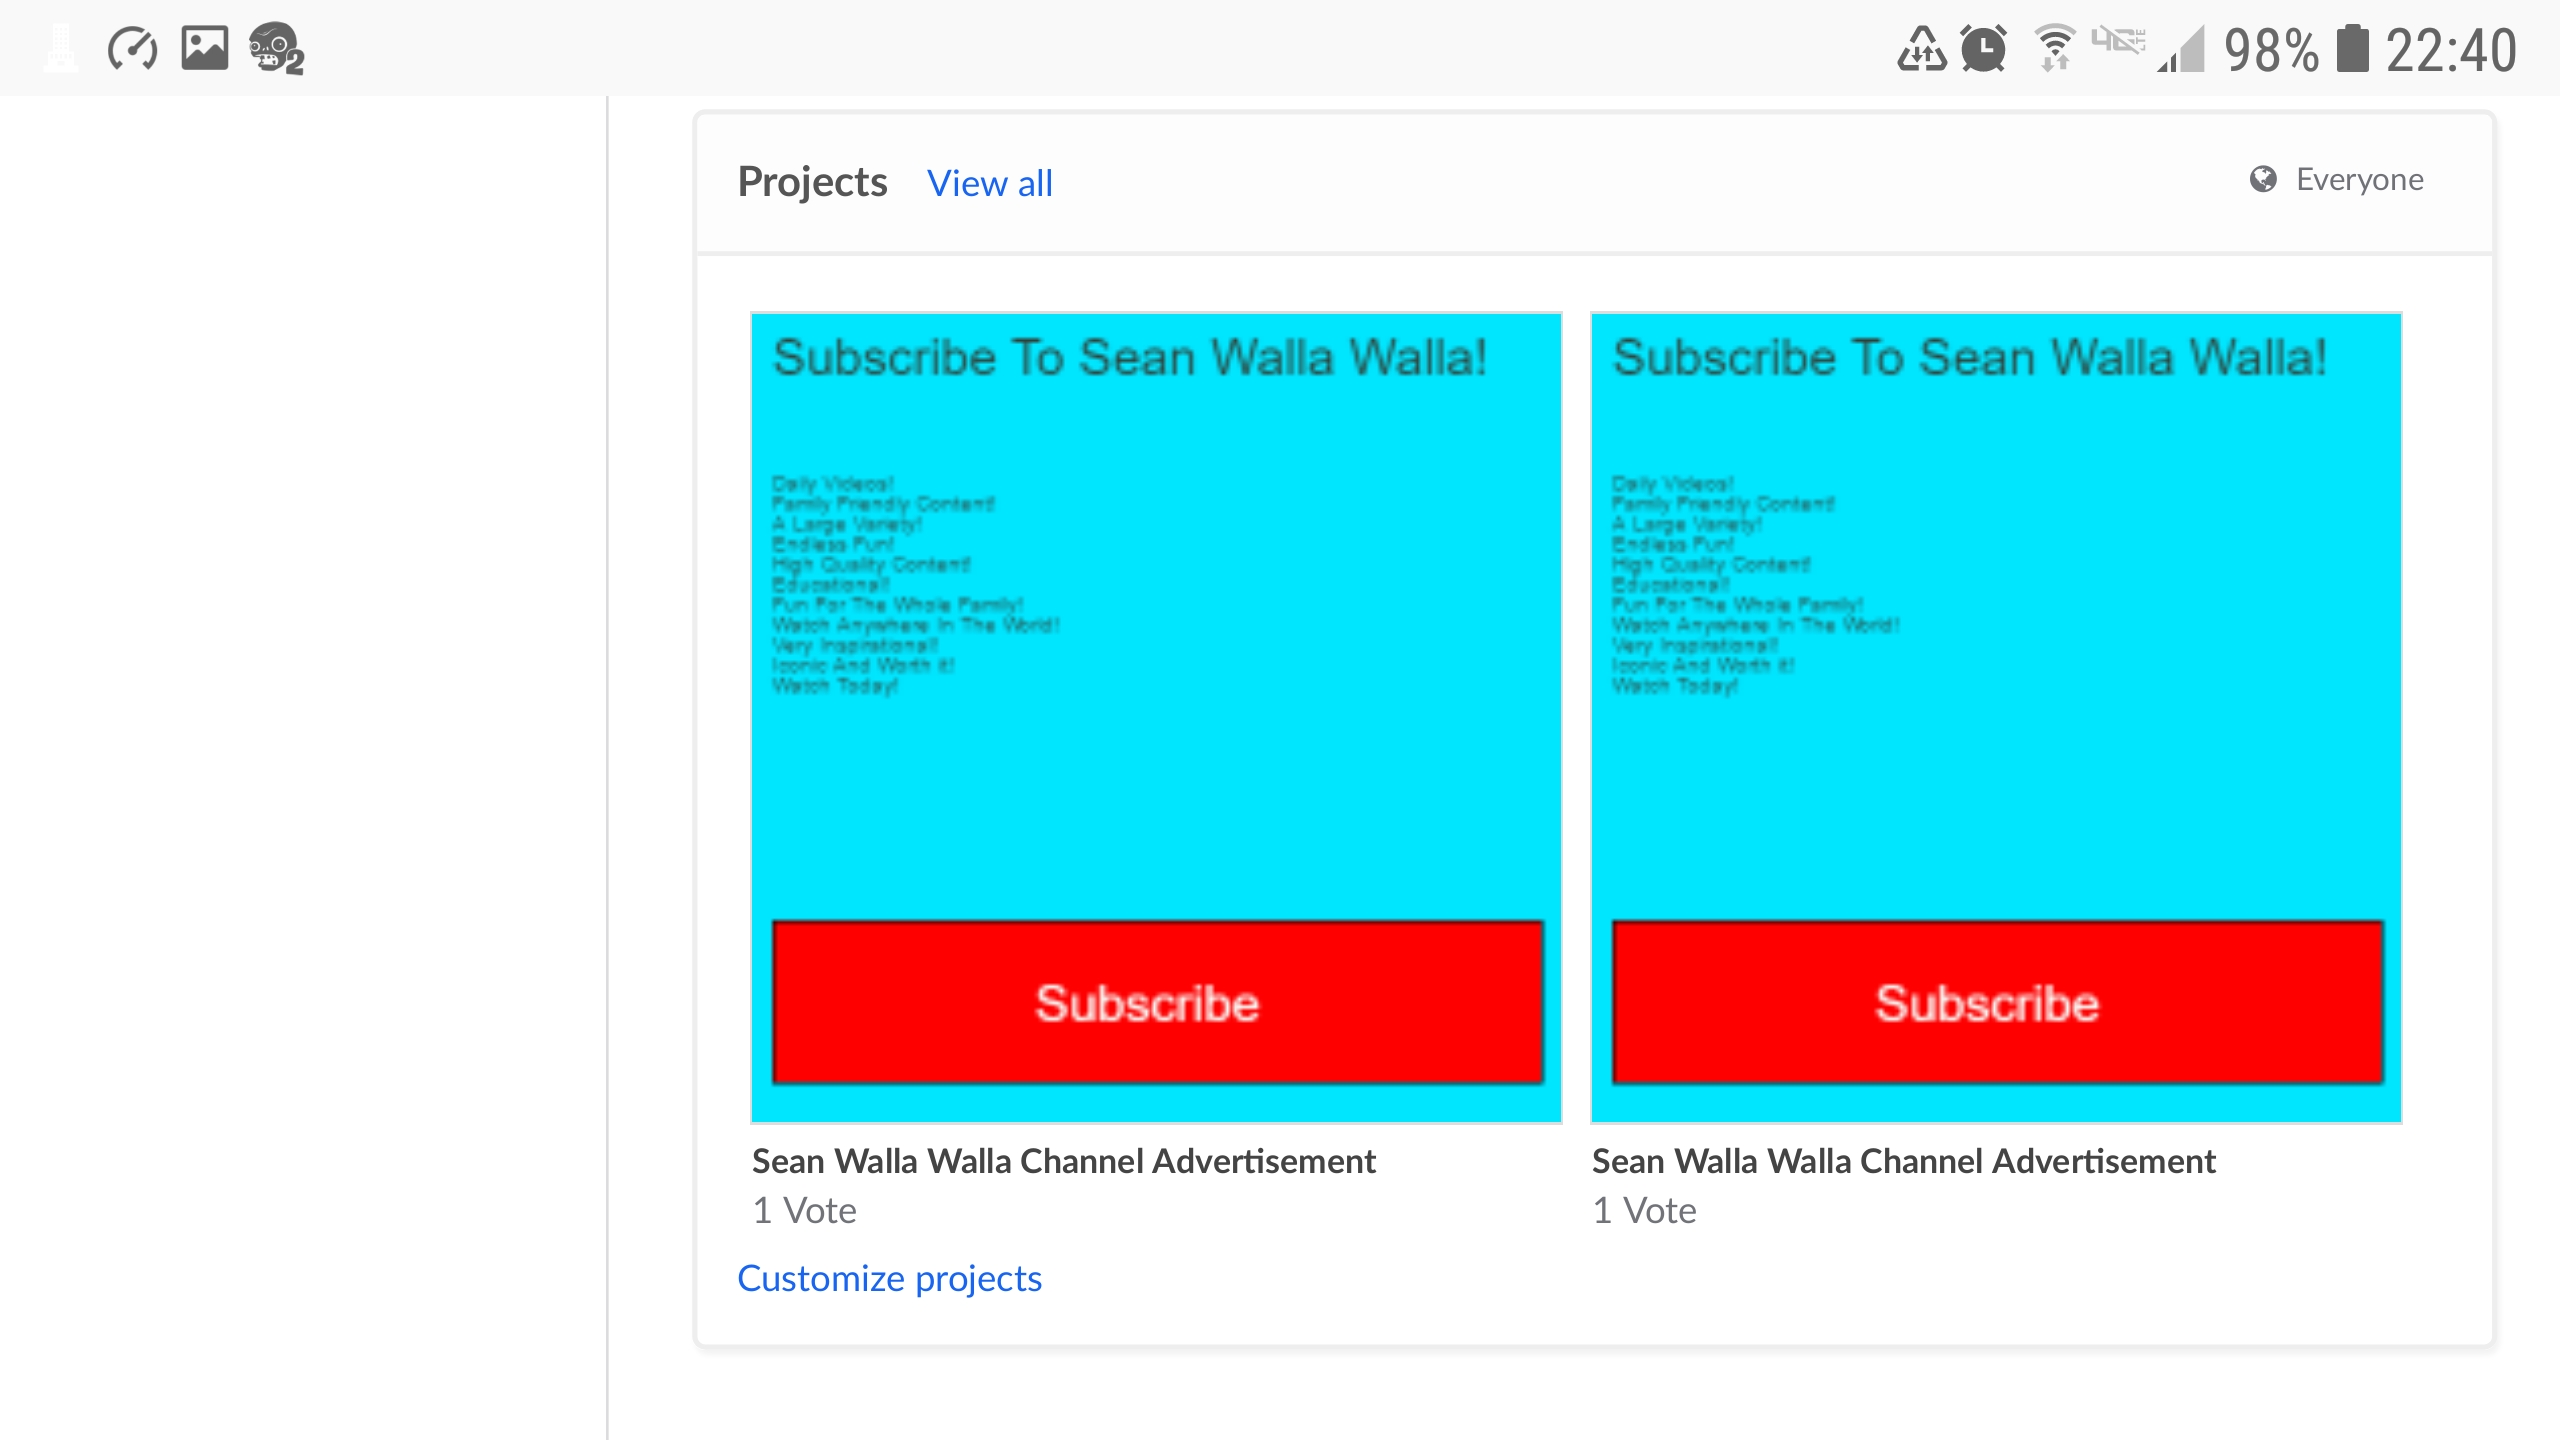 2
4G LTE
98% 22:40
Projects View all
Everyone
Subscribe To Sean Walla Walla!
Daily Videos!
Family Friendly Content!
A Large Variety!
Endless Fun!
High Quality Content!
Educational!
Fun For The Whole Family!
Watch Anywhere In The World!
Very Inspirational!
Iconic And Worth it!
Watch Today!
Subscribe
Sean Walla Walla Channel Advertisement
1 Vote
Subscribe To Sean Walla Walla!
Daily Videos!
Family Friendly Content!
A Large Variety!
Endless Fun!
High Quality Content!
Educational!
Fun For The Whole Family!
Watch Anywhere In The World!
Very Inspirational!
Iconic And Worth it!
Watch Today!
Subscribe
Sean Walla Walla Channel Advertisement
1 Vote
Customize projects